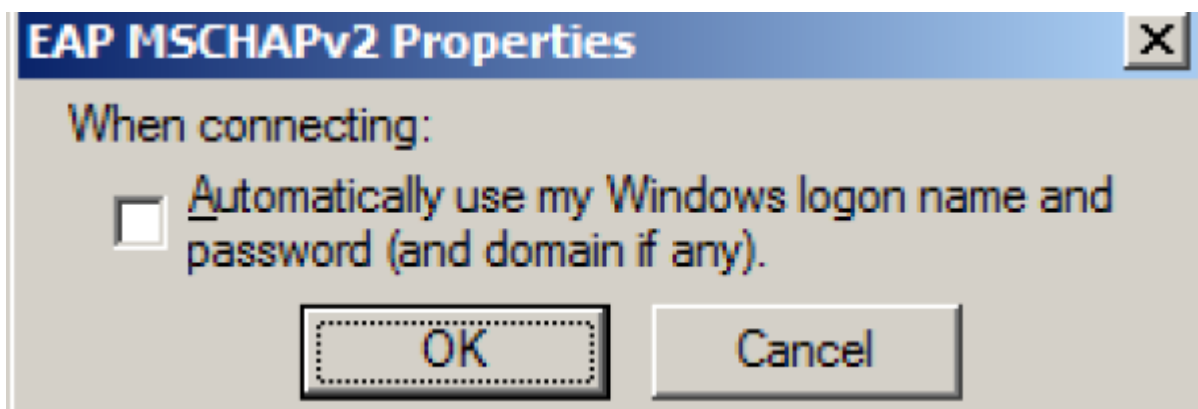 EAP MSCHAPv2 Properties
When connecting:
Automatically use my Windows logon name and
password (and domain if any).
OK Cancel